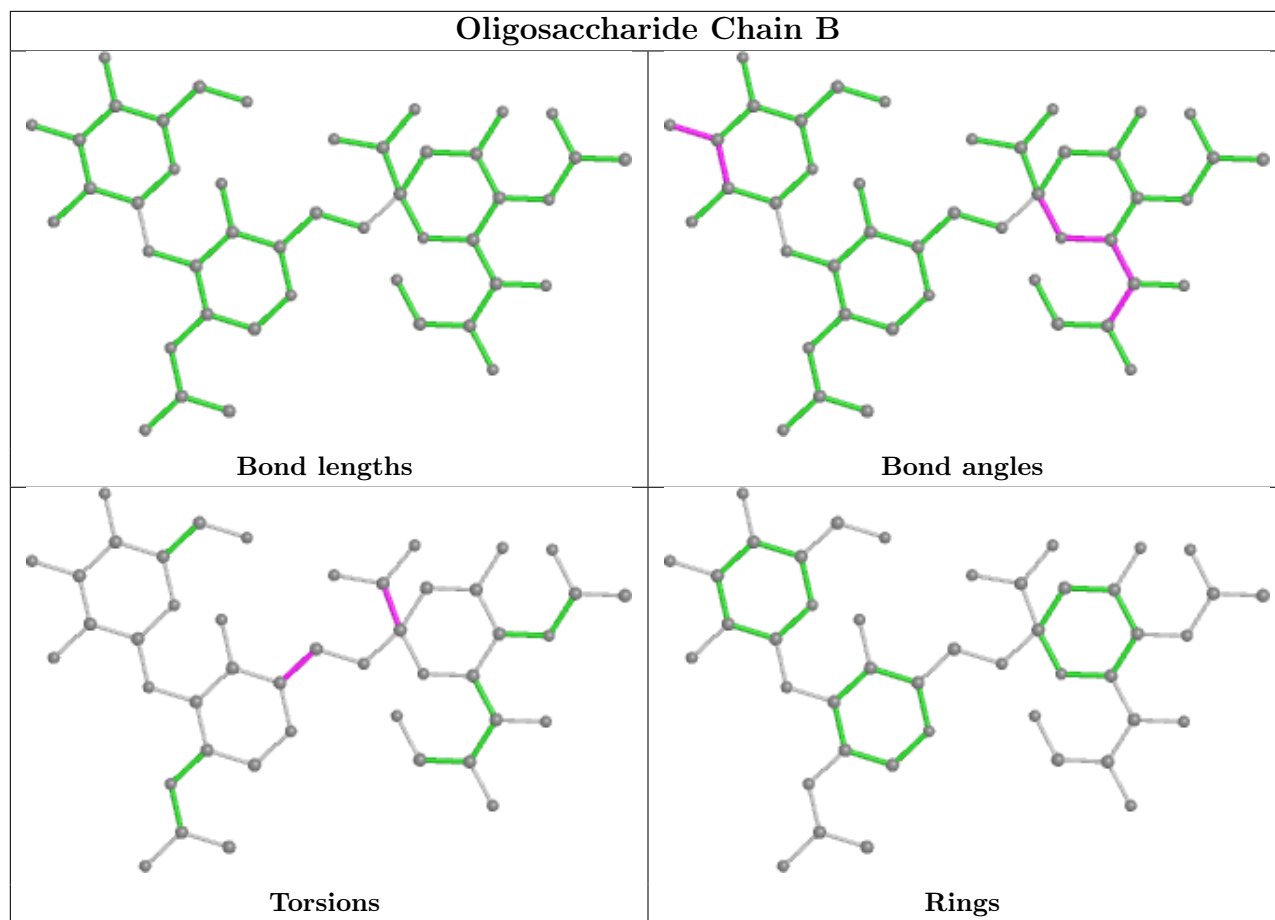 Oligosaccharide Chain B
Bond lengths
Bond angles
Torsions
Rings